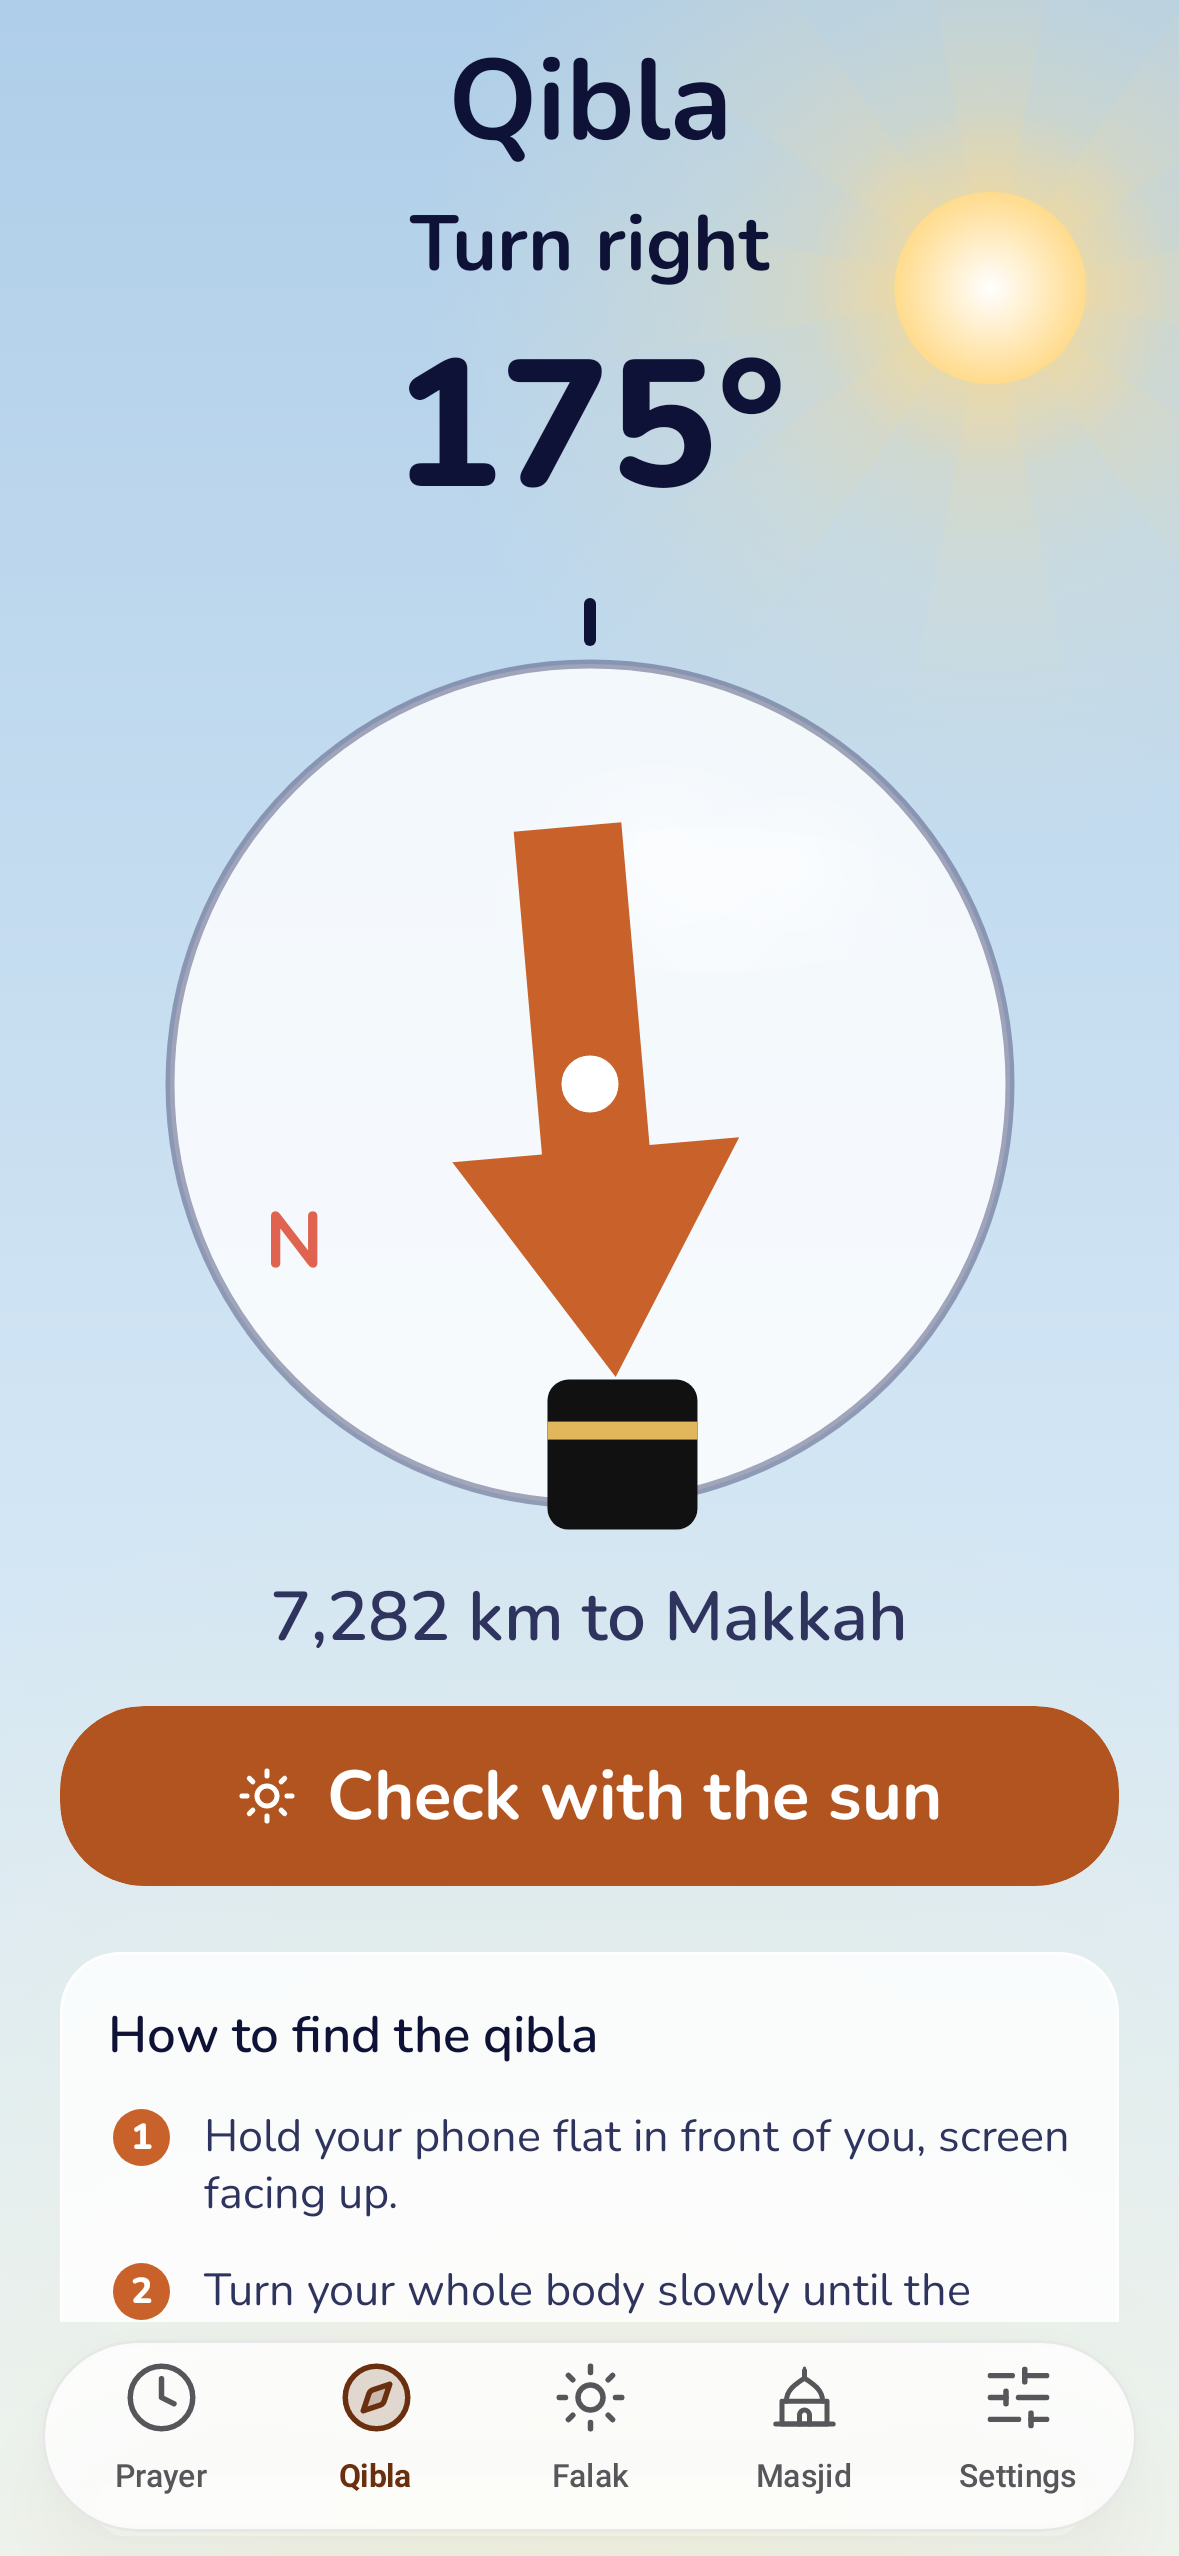 Qibla
Turn right
175°
N
7,282 km to Makkah
Check with the sun
How to find the qibla
1 Hold your phone flat in front of you, screen
facing up.
2 Turn your whole body slowly until the
Prayer Qibla Falak Masjid Settings